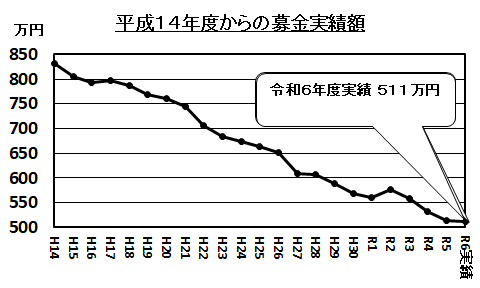 平成１４年度からの募金実績額
万円
850
800
750
700
650
600
550
500
令和６年度実績 ５１１万円
H14
H15
H16
H17
H18
H19
H20
H21
H22
H23
H24
H25
H26
H27
H28
H29
H30
R1
R2
R3
R4
R5
R6実績